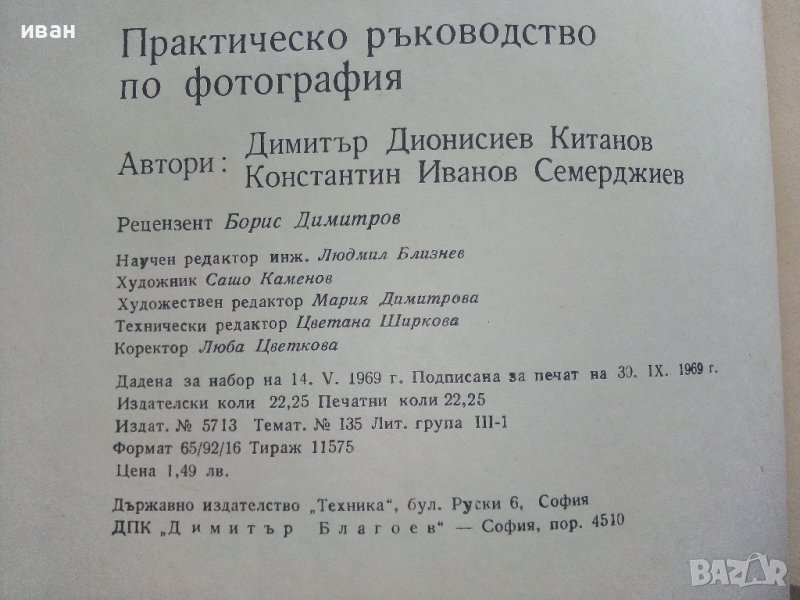 иван
Практическо ръководство
по фотография
Автори: Димитър Дионисиев Китанов
Константин Иванов Семерджиев
Рецензент Борис Димитров
Научен редактор инж. Людмил Близнев
Художник Сашо Каменов
Художествен редактор Мария Димитрова
Технически редактор Цветана Ширкова
Коректор Люба Цветкова
Дадена за набор на 14. V. 1969 г. Подписана за печат на 30. IX. 1969 г.
Издателски коли 22,25 Печатни коли 22,25
Издат. № 5713 Темат. № I35 Лит. група III-1
Формат 65/92/16 Тираж 11575
Цена 1,49 лв.
Държавно издателство „Техника“, бул. Руски 6, София
ДПК „Димитър Благоев“ — София, пор. 4510
BAZAR